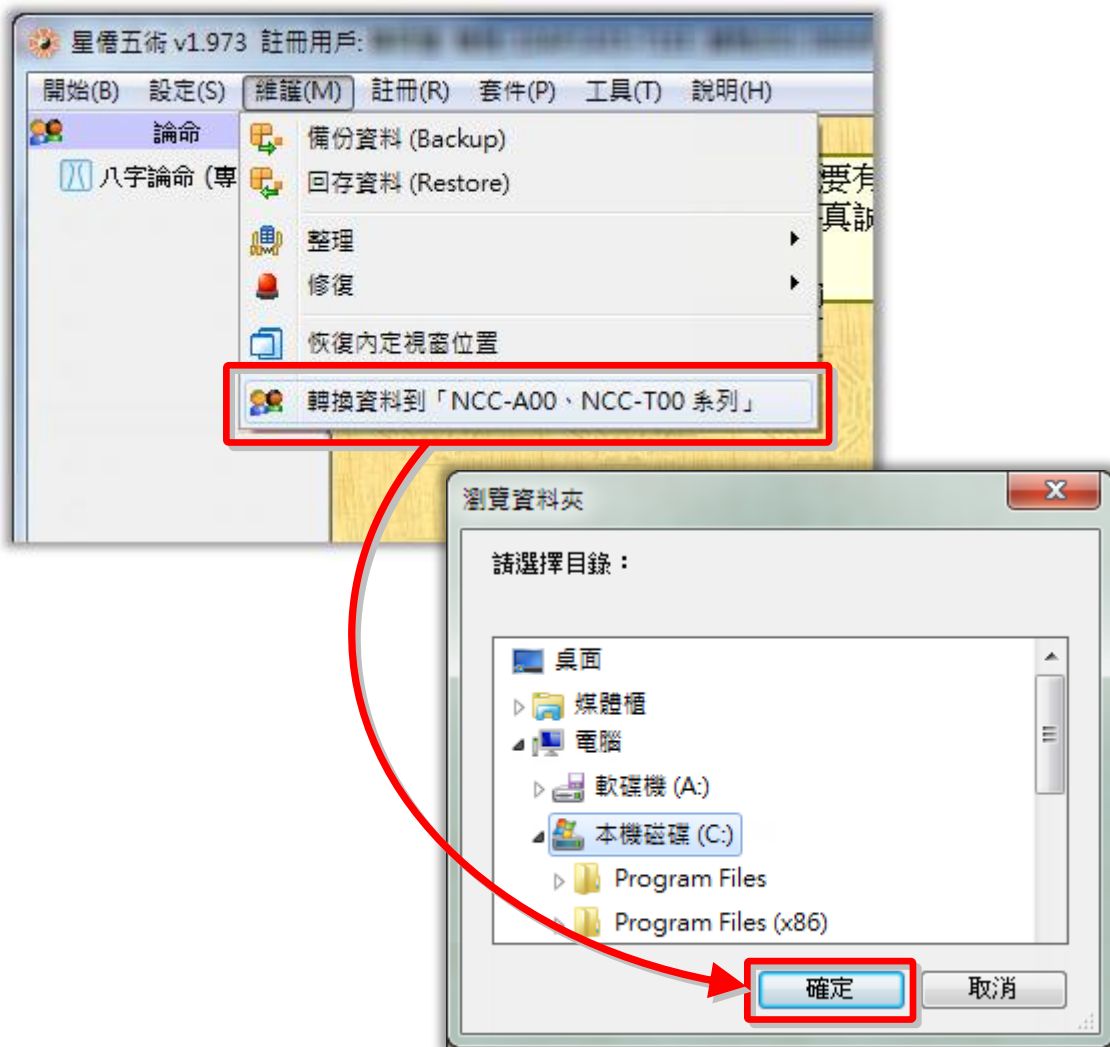 星僑五術 v1.973 註冊用戶:
開始(B) 設定(S) 維護(M) 註冊(R) 套件(P) 工具(T) 說明(H)
論命
八字論命 (專
備份資料 (Backup)
回存資料 (Restore)
整理
修復
恢復內定視窗位置
轉換資料到「NCC-A00、NCC-T00 系列」
要有
真誠
瀏覽資料夾
請選擇目錄：
桌面
媒體櫃
電腦
軟碟機 (A:)
本機磁碟 (C:)
Program Files
Program Files (x86)
確定 取消